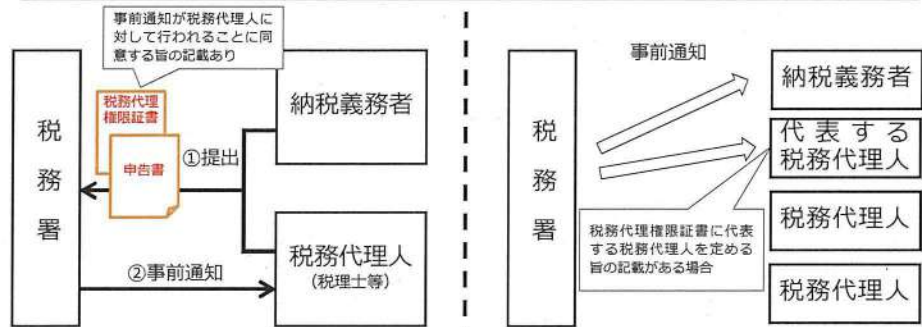 事前通知が税務代理人に
対して行われることに同
意する旨の記載あり
税務代理
権限証書
申告書
①提出
税務署
納税義務者
税務代理人
(税理士等)
②事前通知
事前通知
税務署
納税義務者
代表する
税務代理人
税務代理権限証書に代表
する税務代理人を定める
旨の記載がある場合
税務代理人
税務代理人